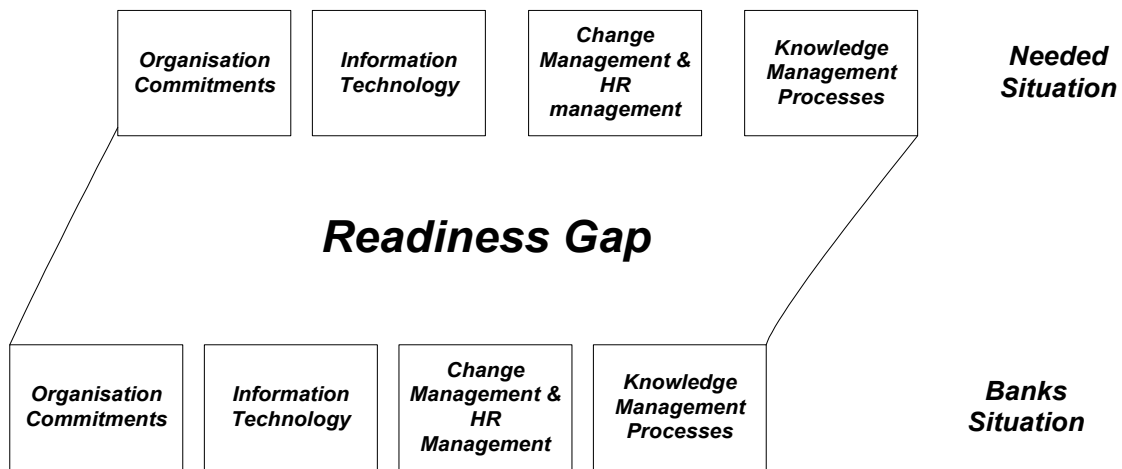 Organisation
Commitments
Information
Technology
Change
Management &
HR
management
Knowledge
Management
Processes
Needed
Situation
Readiness Gap
Organisation
Commitments
Information
Technology
Change
Management &
HR
Management
Knowledge
Management
Processes
Banks
Situation